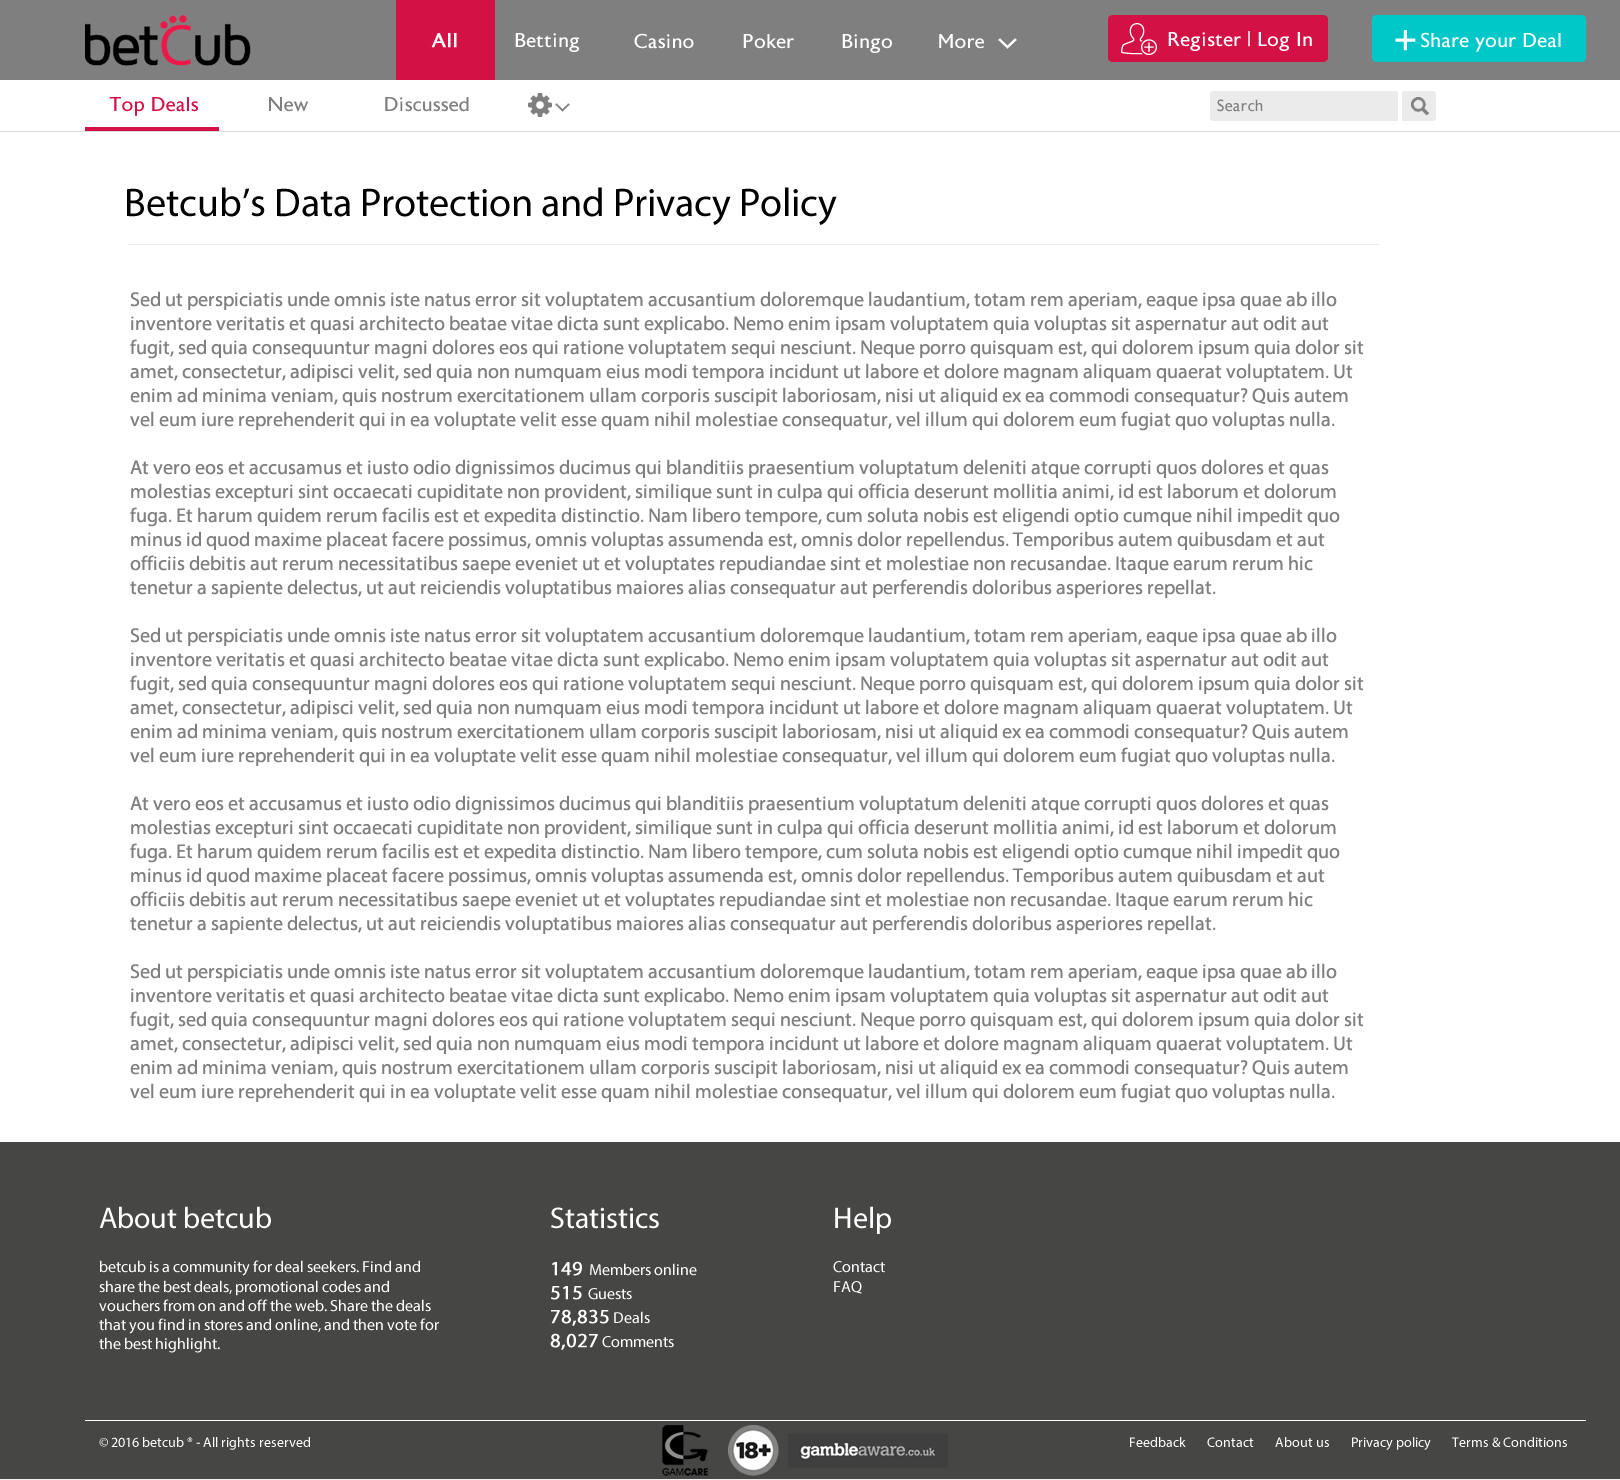 betCub
All
Betting
Casino
Poker
Bingo
More
Register | Log In
Share your Deal
Top Deals
New
Discussed
Search
Betcub’s Data Protection and Privacy Policy
Sed ut perspiciatis unde omnis iste natus error sit voluptatem accusantium doloremque laudantium, totam rem aperiam, eaque ipsa quae ab illo
inventore veritatis et quasi architecto beatae vitae dicta sunt explicabo. Nemo enim ipsam voluptatem quia voluptas sit aspernatur aut odit aut
fugit, sed quia consequuntur magni dolores eos qui ratione voluptatem sequi nesciunt. Neque porro quisquam est, qui dolorem ipsum quia dolor sit
amet, consectetur, adipisci velit, sed quia non numquam eius modi tempora incidunt ut labore et dolore magnam aliquam quaerat voluptatem. Ut
enim ad minima veniam, quis nostrum exercitationem ullam corporis suscipit laboriosam, nisi ut aliquid ex ea commodi consequatur? Quis autem
vel eum iure reprehenderit qui in ea voluptate velit esse quam nihil molestiae consequatur, vel illum qui dolorem eum fugiat quo voluptas nulla.
At vero eos et accusamus et iusto odio dignissimos ducimus qui blanditiis praesentium voluptatum deleniti atque corrupti quos dolores et quas
molestias excepturi sint occaecati cupiditate non provident, similique sunt in culpa qui officia deserunt mollitia animi, id est laborum et dolorum
fuga. Et harum quidem rerum facilis est et expedita distinctio. Nam libero tempore, cum soluta nobis est eligendi optio cumque nihil impedit quo
minus id quod maxime placeat facere possimus, omnis voluptas assumenda est, omnis dolor repellendus. Temporibus autem quibusdam et aut
officiis debitis aut rerum necessitatibus saepe eveniet ut et voluptates repudiandae sint et molestiae non recusandae. Itaque earum rerum hic
tenetur a sapiente delectus, ut aut reiciendis voluptatibus maiores alias consequatur aut perferendis doloribus asperiores repellat.
Sed ut perspiciatis unde omnis iste natus error sit voluptatem accusantium doloremque laudantium, totam rem aperiam, eaque ipsa quae ab illo
inventore veritatis et quasi architecto beatae vitae dicta sunt explicabo. Nemo enim ipsam voluptatem quia voluptas sit aspernatur aut odit aut
fugit, sed quia consequuntur magni dolores eos qui ratione voluptatem sequi nesciunt. Neque porro quisquam est, qui dolorem ipsum quia dolor sit
amet, consectetur, adipisci velit, sed quia non numquam eius modi tempora incidunt ut labore et dolore magnam aliquam quaerat voluptatem. Ut
enim ad minima veniam, quis nostrum exercitationem ullam corporis suscipit laboriosam, nisi ut aliquid ex ea commodi consequatur? Quis autem
vel eum iure reprehenderit qui in ea voluptate velit esse quam nihil molestiae consequatur, vel illum qui dolorem eum fugiat quo voluptas nulla.
At vero eos et accusamus et iusto odio dignissimos ducimus qui blanditiis praesentium voluptatum deleniti atque corrupti quos dolores et quas
molestias excepturi sint occaecati cupiditate non provident, similique sunt in culpa qui officia deserunt mollitia animi, id est laborum et dolorum
fuga. Et harum quidem rerum facilis est et expedita distinctio. Nam libero tempore, cum soluta nobis est eligendi optio cumque nihil impedit quo
minus id quod maxime placeat facere possimus, omnis voluptas assumenda est, omnis dolor repellendus. Temporibus autem quibusdam et aut
officiis debitis aut rerum necessitatibus saepe eveniet ut et voluptates repudiandae sint et molestiae non recusandae. Itaque earum rerum hic
tenetur a sapiente delectus, ut aut reiciendis voluptatibus maiores alias consequatur aut perferendis doloribus asperiores repellat.
Sed ut perspiciatis unde omnis iste natus error sit voluptatem accusantium doloremque laudantium, totam rem aperiam, eaque ipsa quae ab illo
inventore veritatis et quasi architecto beatae vitae dicta sunt explicabo. Nemo enim ipsam voluptatem quia voluptas sit aspernatur aut odit aut
fugit, sed quia consequuntur magni dolores eos qui ratione voluptatem sequi nesciunt. Neque porro quisquam est, qui dolorem ipsum quia dolor sit
amet, consectetur, adipisci velit, sed quia non numquam eius modi tempora incidunt ut labore et dolore magnam aliquam quaerat voluptatem. Ut
enim ad minima veniam, quis nostrum exercitationem ullam corporis suscipit laboriosam, nisi ut aliquid ex ea commodi consequatur? Quis autem
vel eum iure reprehenderit qui in ea voluptate velit esse quam nihil molestiae consequatur, vel illum qui dolorem eum fugiat quo voluptas nulla.
About betcub
betcub is a community for deal seekers. Find and
share the best deals, promotional codes and
vouchers from on and off the web. Share the deals
that you find in stores and online, and then vote for
the best highlight.
Statistics
149 Members online
515 Guests
78,835 Deals
8,027 Comments
Help
Contact
FAQ
© 2016 betcub ® - All rights reserved
GAMCARE
18+
gambleaware.co.uk
Feedback
Contact
About us
Privacy policy
Terms & Conditions